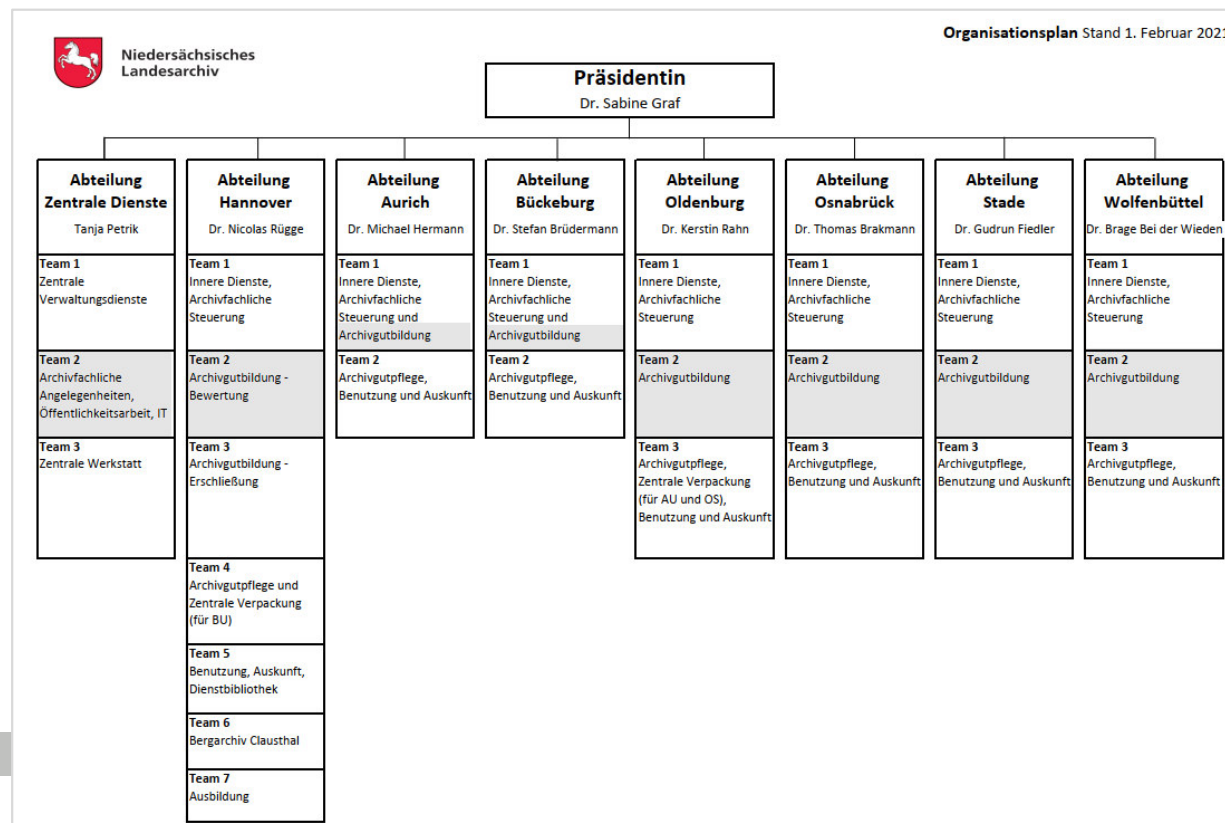 Organisationsplan Stand 1. Februar 2021
Niedersächsisches
Landesarchiv
Präsidentin
Dr. Sabine Graf
Abteilung
Zentrale Dienste
Tanja Petrik
Team 1
Zentrale
Verwaltungsdienste
Team 2
Archivfachliche
Angelegenheiten,
Öffentlichkeitsarbeit, IT
Team 3
Zentrale Werkstatt
Abteilung
Hannover
Dr. Nicolas Rügge
Team 1
Innere Dienste,
Archivfachliche
Steuerung
Team 2
Archivgutbildung -
Bewertung
Team 3
Archivgutbildung -
Erschließung
Team 4
Archivgutpflege und
Zentrale Verpackung
(für BU)
Team 5
Benutzung, Auskunft,
Dienstbibliothek
Team 6
Bergarchiv Clausthal
Team 7
Ausbildung
Abteilung
Aurich
Dr. Michael Hermann
Team 1
Innere Dienste,
Archivfachliche
Steuerung und
Archivgutbildung
Team 2
Archivgutpflege,
Benutzung und Auskunft
Abteilung
Bückeburg
Dr. Stefan Brüdermann
Team 1
Innere Dienste,
Archivfachliche
Steuerung und
Archivgutbildung
Team 2
Archivgutpflege,
Benutzung und Auskunft
Abteilung
Oldenburg
Dr. Kerstin Rahn
Team 1
Innere Dienste,
Archivfachliche
Steuerung
Team 2
Archivgutbildung
Team 3
Archivgutpflege,
Zentrale Verpackung
(für AU und OS),
Benutzung und Auskunft
Abteilung
Osnabrück
Dr. Thomas Brakmann
Team 1
Innere Dienste,
Archivfachliche
Steuerung
Team 2
Archivgutbildung
Team 3
Archivgutpflege,
Benutzung und Auskunft
Abteilung
Stade
Dr. Gudrun Fiedler
Team 1
Innere Dienste,
Archivfachliche
Steuerung
Team 2
Archivgutbildung
Team 3
Archivgutpflege,
Benutzung und Auskunft
Abteilung
Wolfenbüttel
Dr. Brage Bei der Wieden
Team 1
Innere Dienste,
Archivfachliche
Steuerung
Team 2
Archivgutbildung
Team 3
Archivgutpflege,
Benutzung und Auskunft